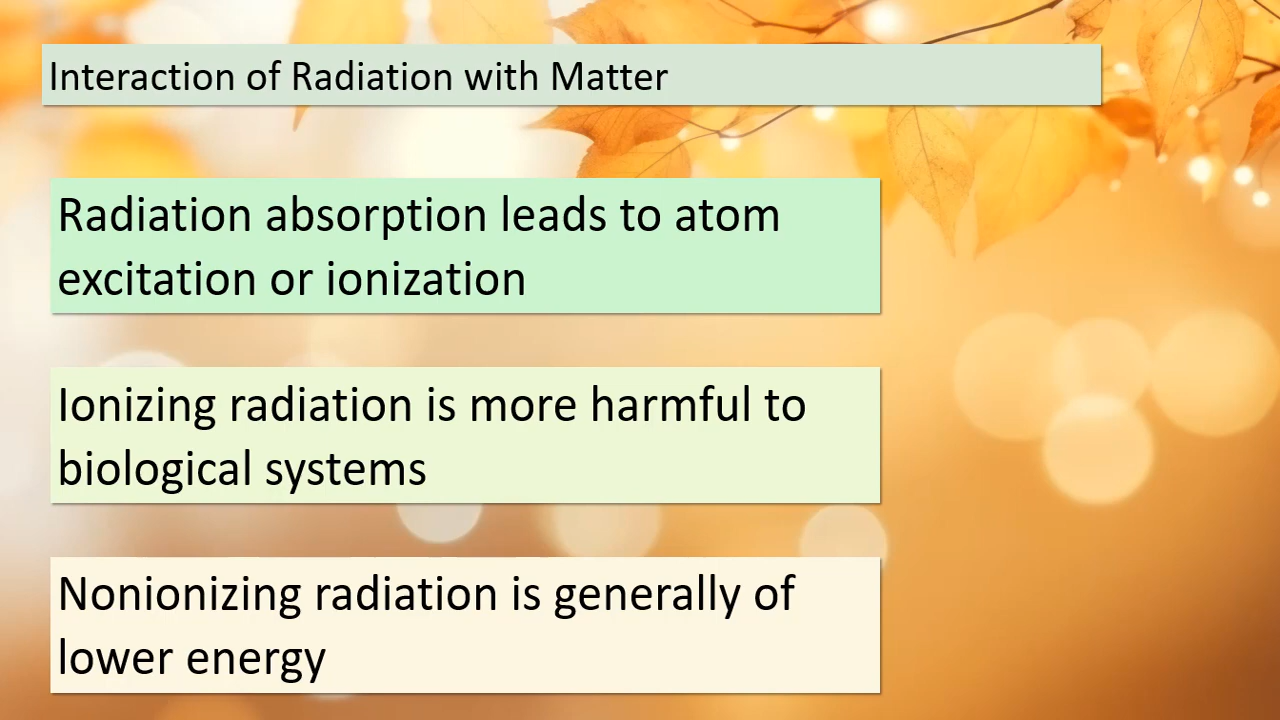 Interaction of Radiation with Matter
Radiation absorption leads to atom
excitation or ionization
Ionizing radiation is more harmful to
biological systems
Nonionizing radiation is generally of
lower energy